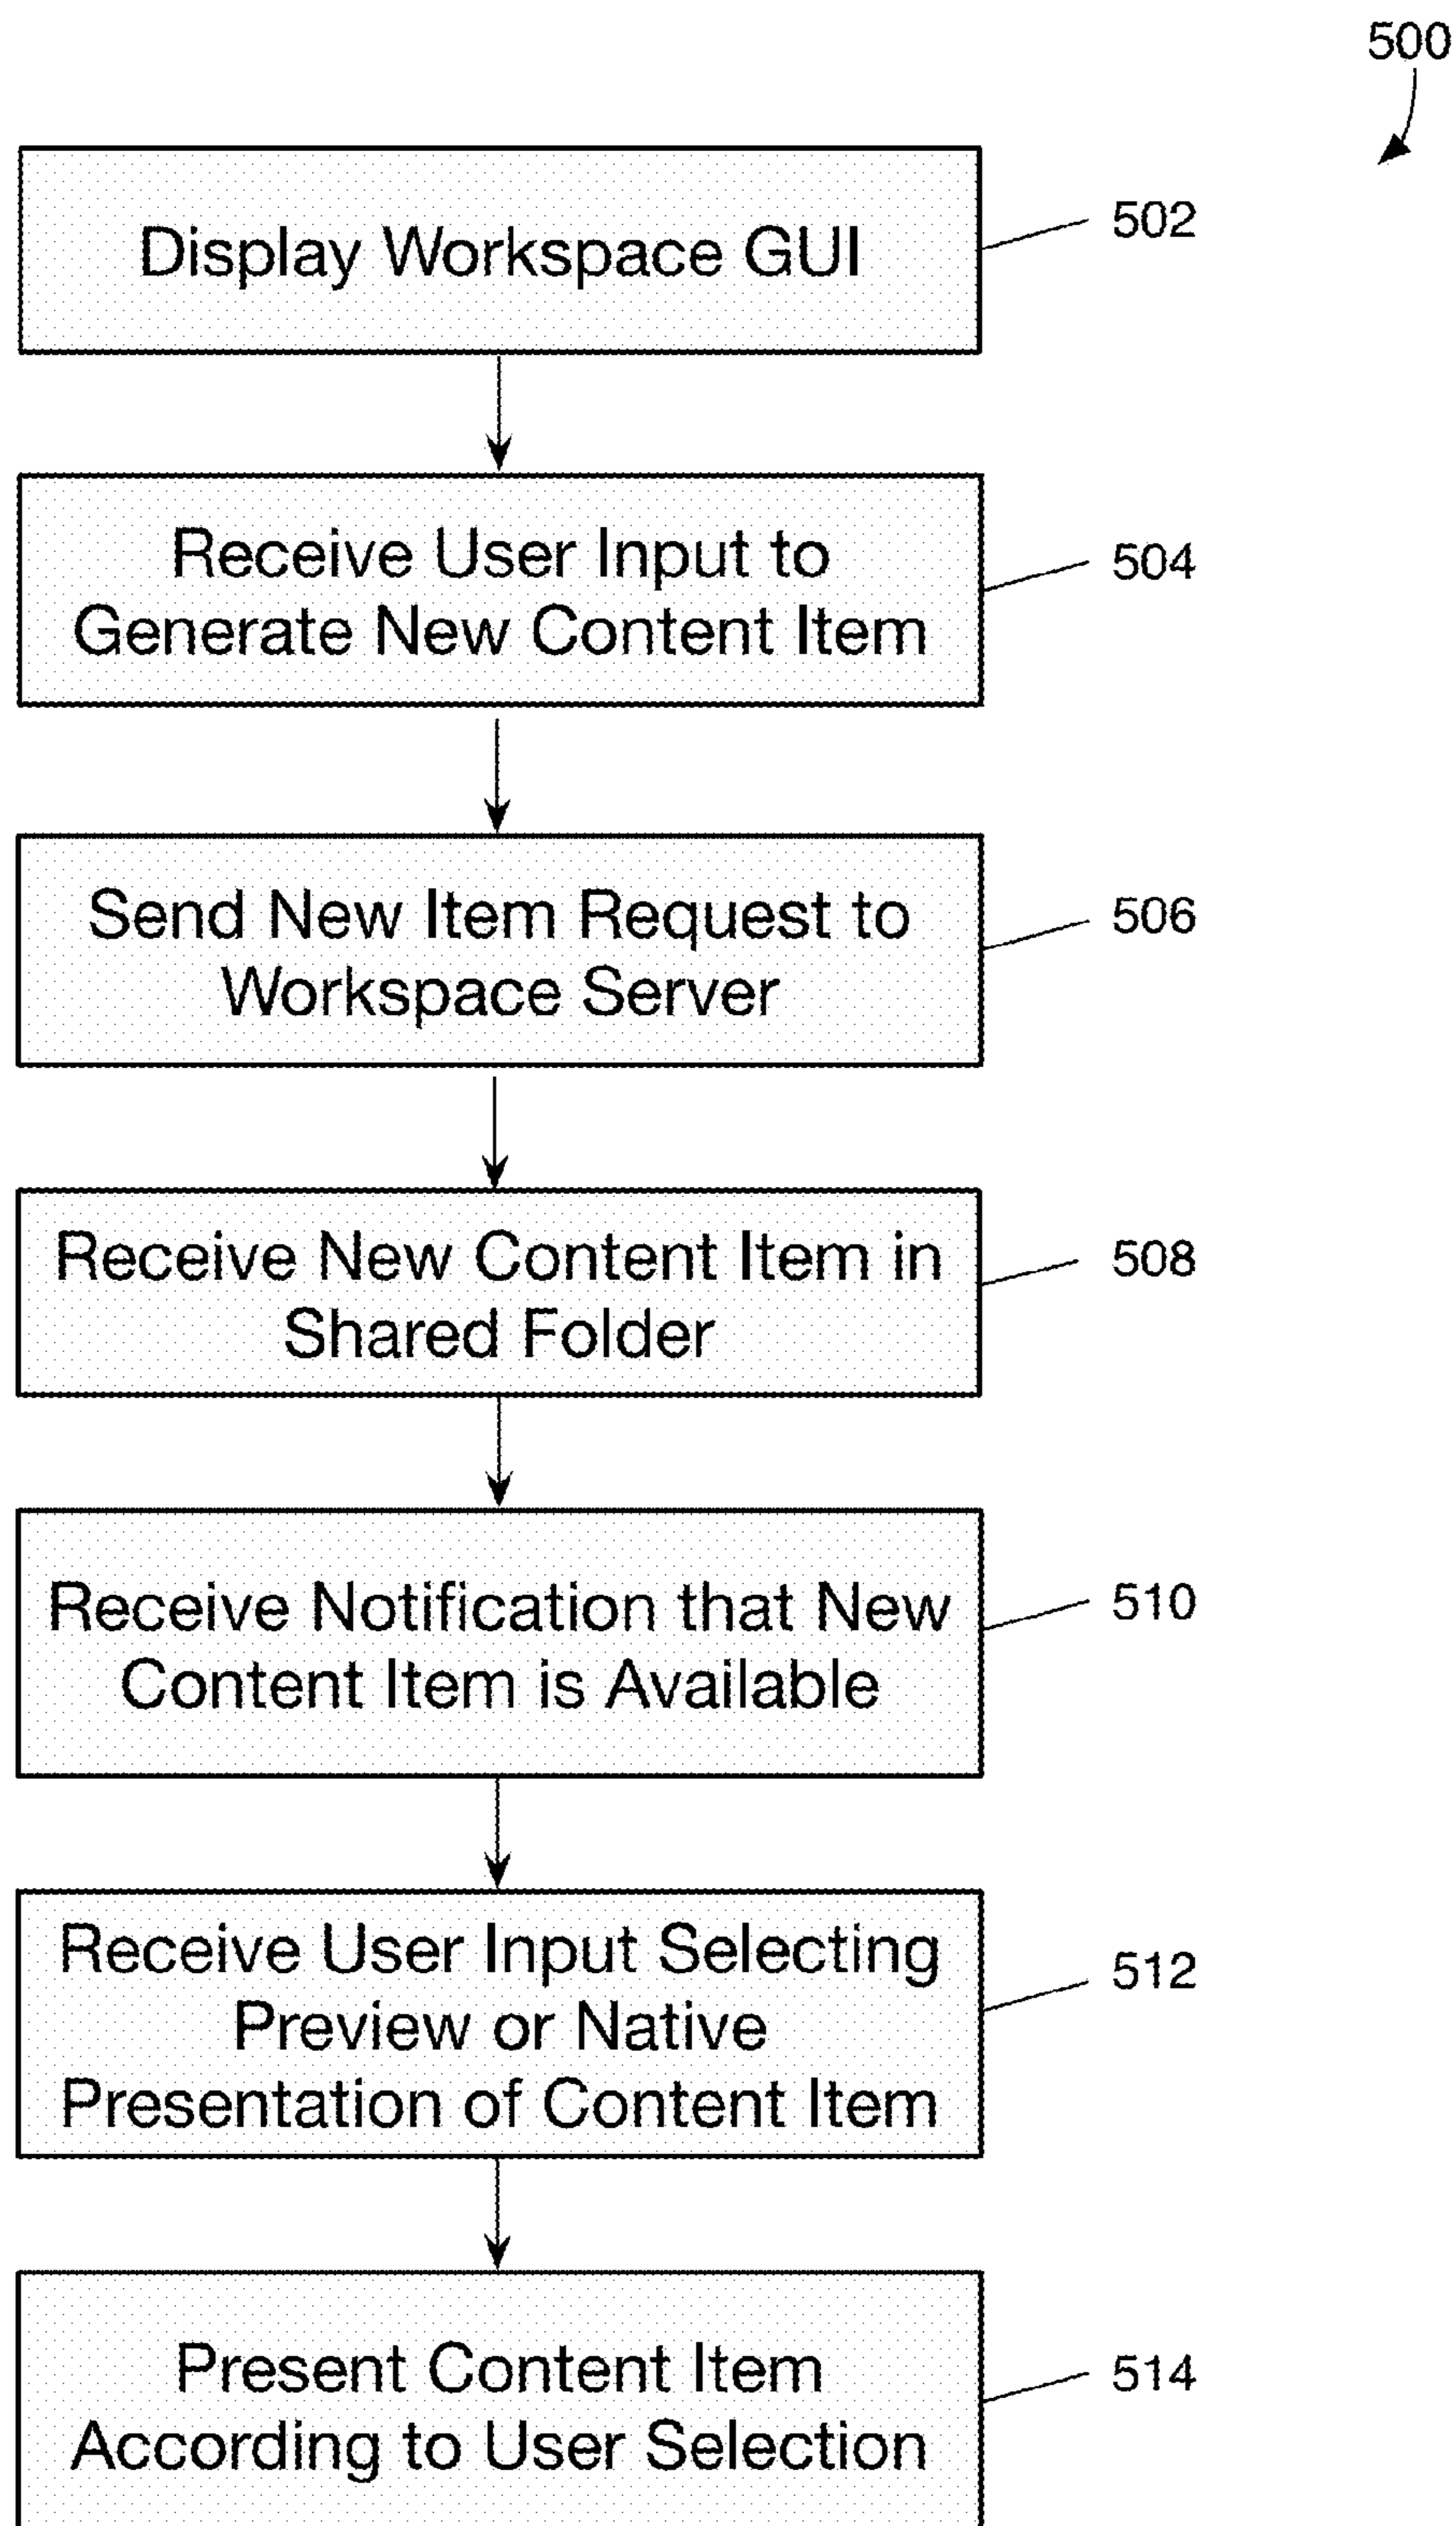 500
Display Workspace GUI
502
Receive User Input to
Generate New Content Item
504
Send New Item Request to
Workspace Server
506
Receive New Content Item in
Shared Folder
508
Receive Notification that New
Content Item is Available
510
Receive User Input Selecting
Preview or Native
Presentation of Content Item
512
Present Content Item
According to User Selection
514